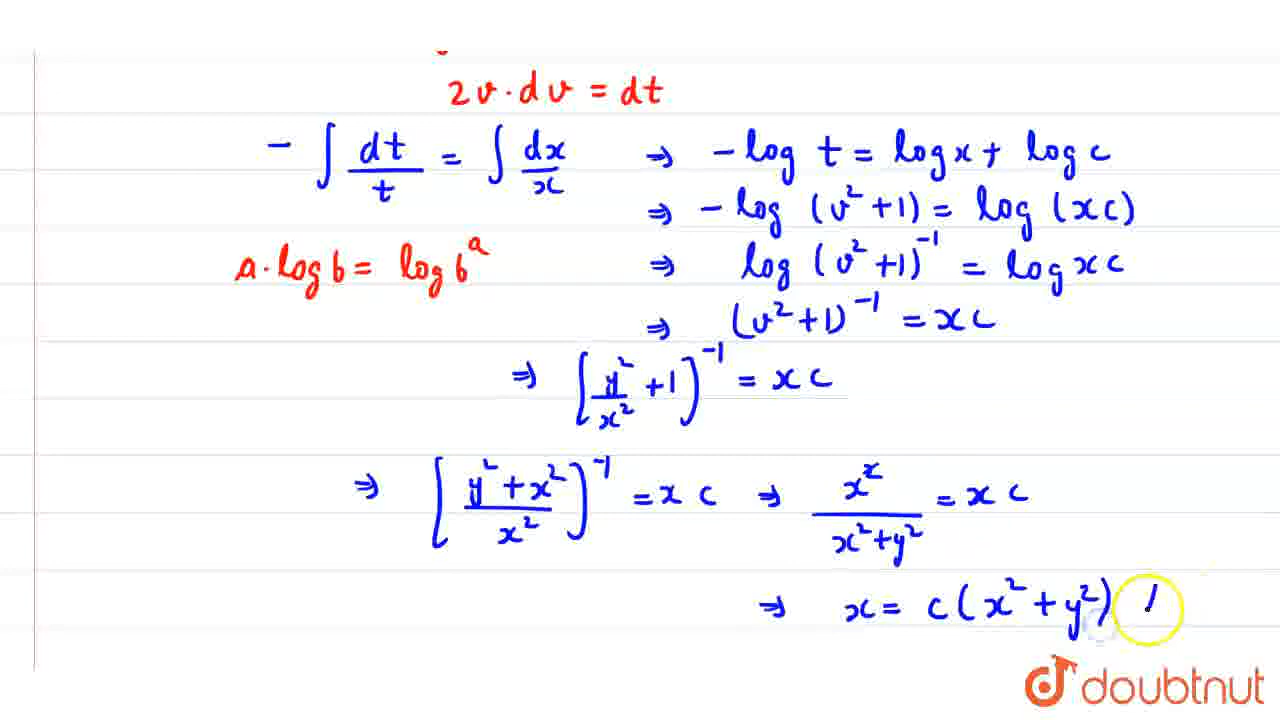 2v·dv = dt
- ∫ dt/t = ∫ dx/x ⇒ - log t = log x + log c
⇒ - log (v² + 1) = log (xc)
a·log b = log bᵃ ⇒ log (v² + 1)⁻¹ = log xc
⇒ (v² + 1)⁻¹ = xc
⇒ [y²/x² + 1]⁻¹ = xc
⇒ [(y² + x²)/x²]⁻¹ = xc ⇒ xˣ/(x² + y²) = xc
⇒ x = c(x² + y²)
doubtnut